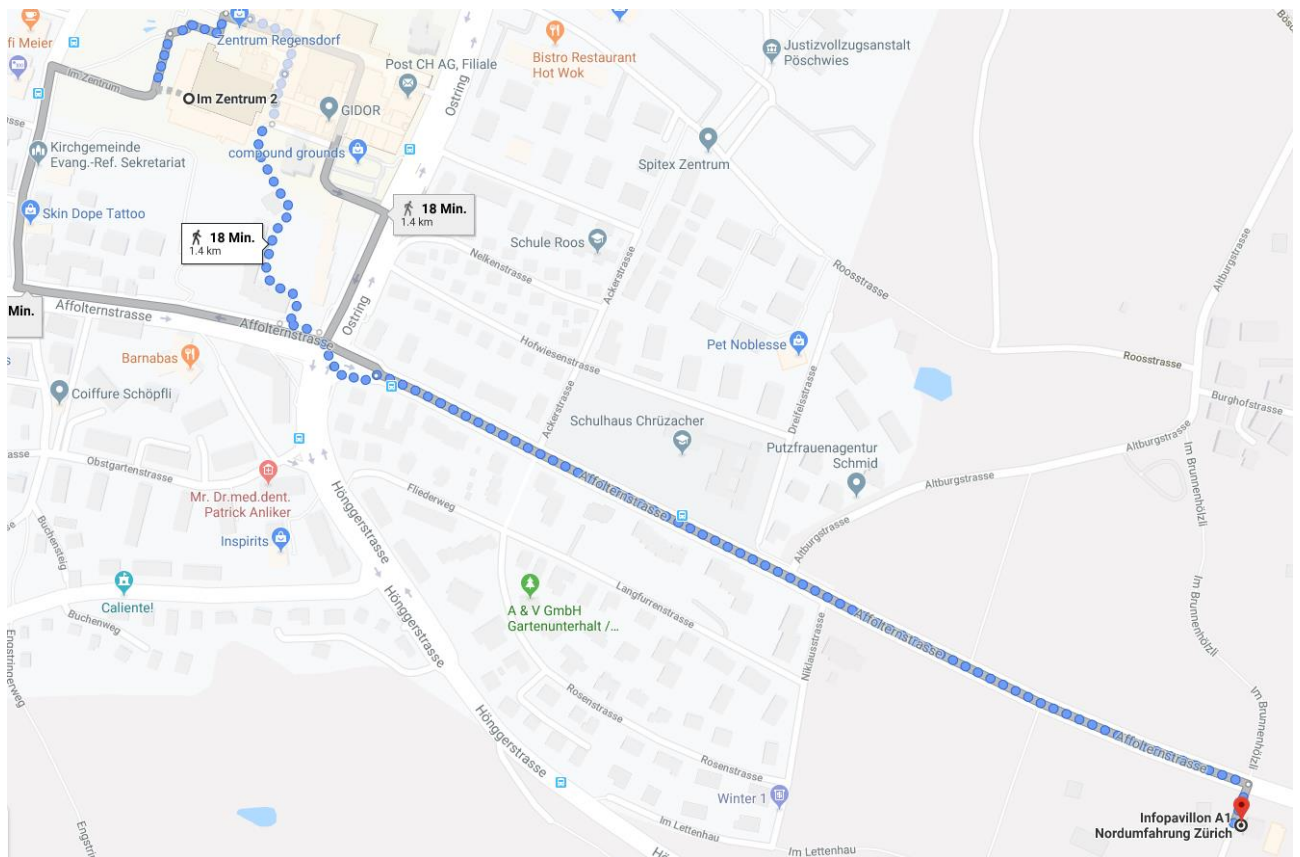 fi Meier
Zentrum Regensdorf
Im Zentrum
Im Zentrum 2
Post CH AG, Filiale
GIDOR
compound grounds
Kirchgemeinde
Evang.-Ref. Sekretariat
Skin Dope Tattoo
18 Min.
1.4 km
18 Min.
1.4 km
Min.
Ostring
Ostring
Bistro Restaurant
Hot Wok
Justizvollzugsanstalt
Pöschwies
Spitex Zentrum
Schule Roos
Nelkenstrasse
Ackerstrasse
Hofwiesenstrasse
Ackerstrasse
Roosstrasse
Roosstrasse
Altburgstrasse
Burghofstrasse
Pet Noblesse
Dreifelsstrasse
Schulhaus Chrüzacher
Putzfrauenagentur
Schmid
Altburgstrasse
Altburgstrasse
Altburgstrasse
Im Brunnenhölzli
Im Brunnenhölzli
Im Brunnenhölzli
Affolternstrasse
Affolternstrasse
Affolternstrasse
Affolternstrasse
Affolternstrasse
Barnabas
Coiffure Schöpfli
Obstgartenstrasse
Mr. Dr.med.dent.
Patrick Anliker
Inspirits
Buchensteig
Caliente!
Buchenweg
Engstringerweg
Hönggerstrasse
Hönggerstrasse
Hönggerstrasse
Fliederweg
A & V GmbH
Gartenunterhalt /...
Langfurrenstrasse
Niklausstrasse
Rosenstrasse
Rosenstrasse
Winter 1
Im Lettenhau
Im Lettenhau
Infopavillon A1
Nordumfahrung Zürich